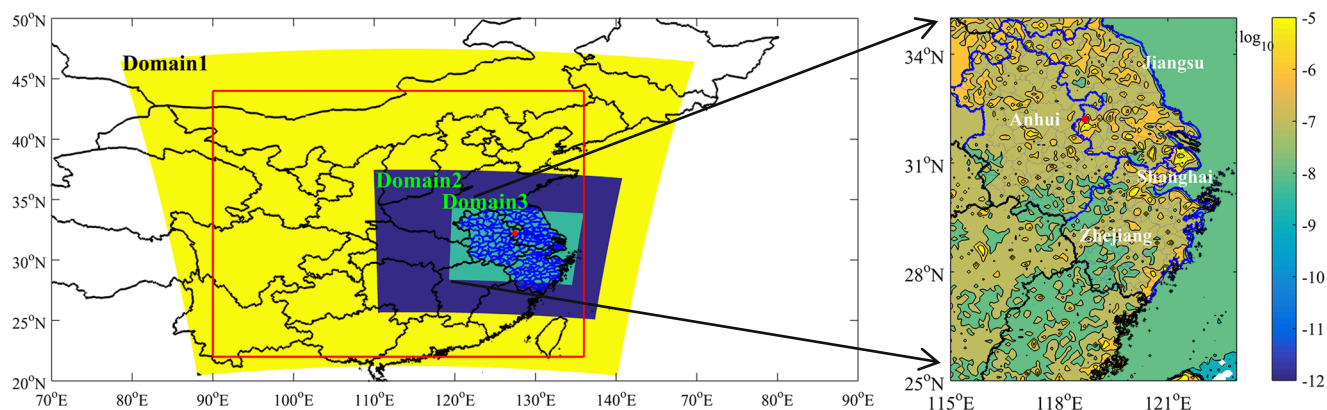 50°N
45°N
40°N
35°N
30°N
25°N
20°N
70°E
80°E
90°E
100°E
110°E
120°E
130°E
140°E
70°E
80°E
90°E
Domain1
Domain2
Domain3
34°N
31°N
28°N
25°N
115°E
118°E
121°E
Jiangsu
Anhui
Shanghai
Zhejiang
log10
-5
-6
-7
-8
-9
-10
-11
-12